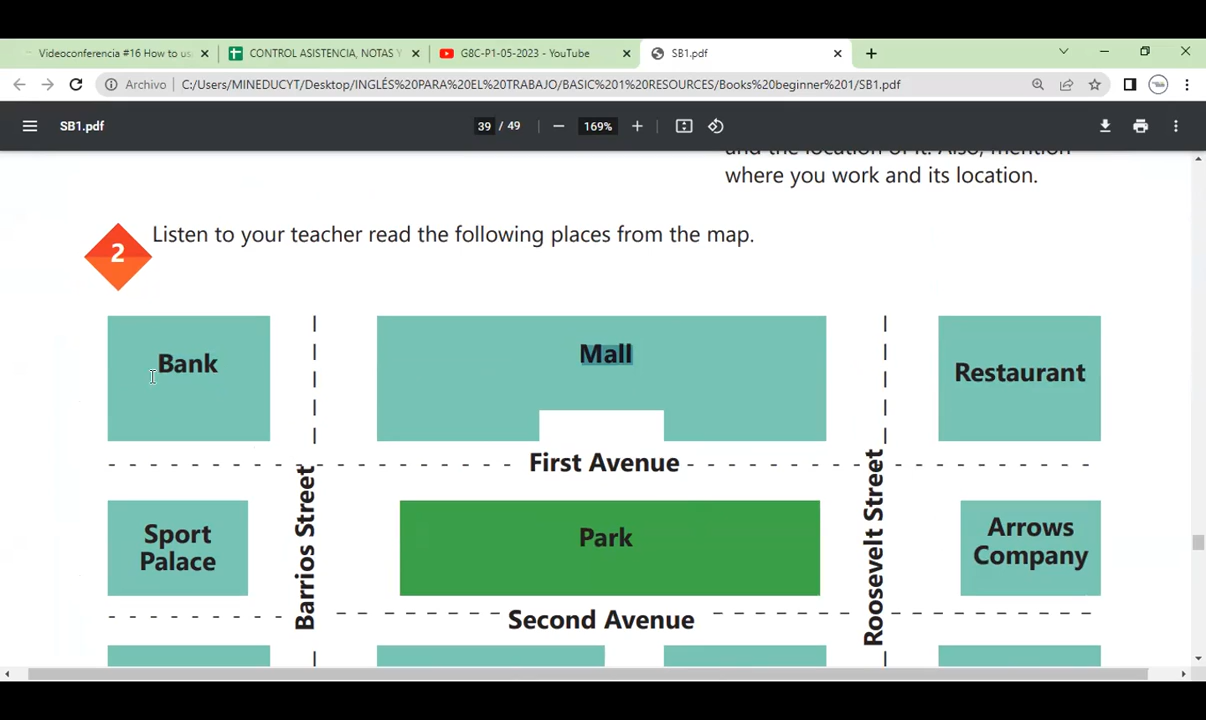 Videoconferencia #16 How to us
CONTROL ASISTENCIA, NOTAS Y
G8C-P1-05-2023 - YouTube
SB1.pdf
Archivo
C:/Users/MINEDUCYT/Desktop/INGLÉS%20PARA%20EL%20TRABAJO/BASIC%201%20RESOURCES/Books%20beginner%201/SB1.pdf
SB1.pdf
39 / 49
169%
and the location of it. Also, mention
where you work and its location.
2
Listen to your teacher read the following places from the map.
Bank
Mall
Restaurant
First Avenue
Barrios Street
Roosevelt Street
Sport
Palace
Park
Arrows
Company
Second Avenue